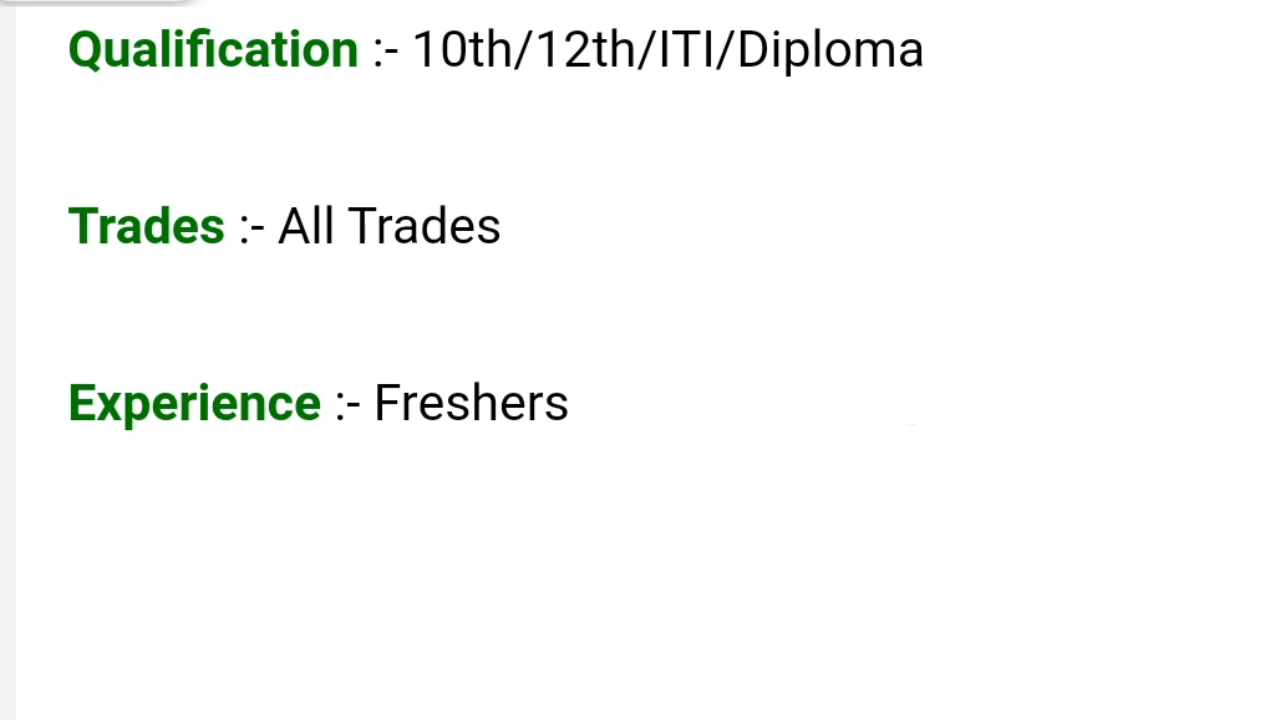 Qualification :- 10th/12th/ITI/Diploma
Trades :- All Trades
Experience :- Freshers